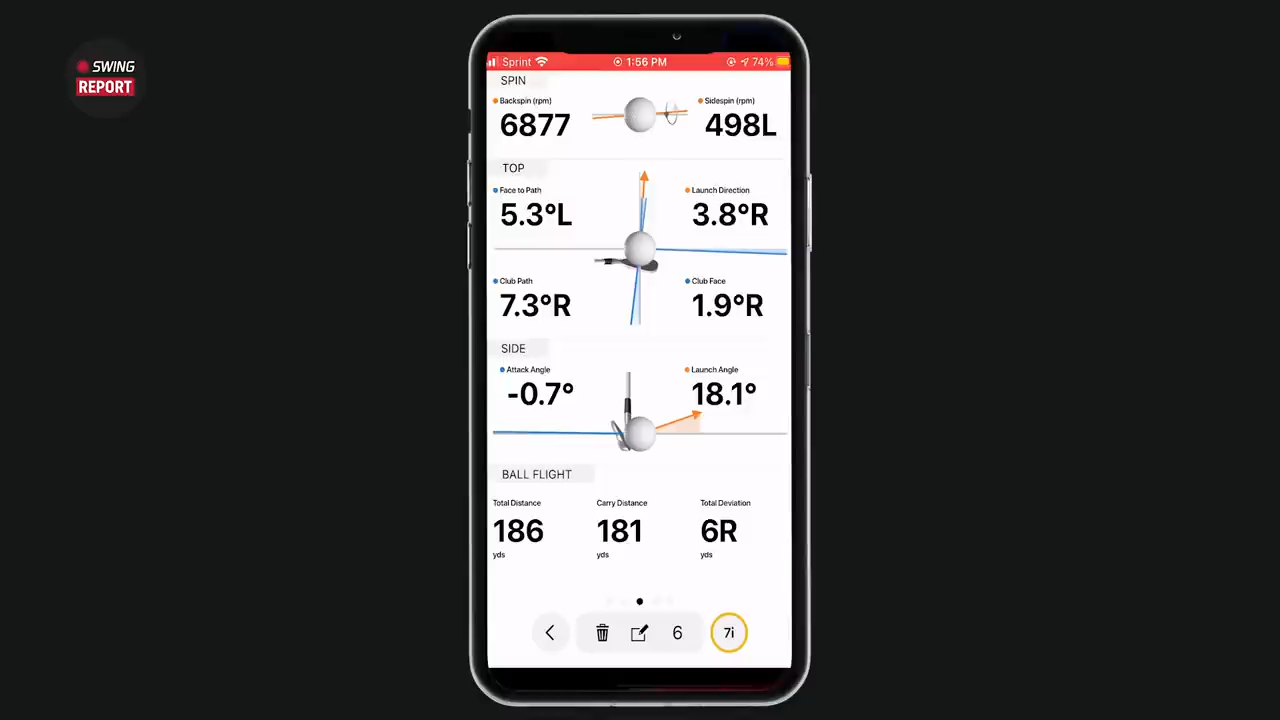 SWING
REPORT
Sprint 1:56 PM 74%
SPIN
Backspin (rpm) Sidespin (rpm)
6877 498L
TOP
Face to Path Launch Direction
5.3°L 3.8°R
Club Path Club Face
7.3°R 1.9°R
SIDE
Attack Angle Launch Angle
-0.7° 18.1°
BALL FLIGHT
Total Distance Carry Distance Total Deviation
186 181 6R
yds yds yds
6 7i